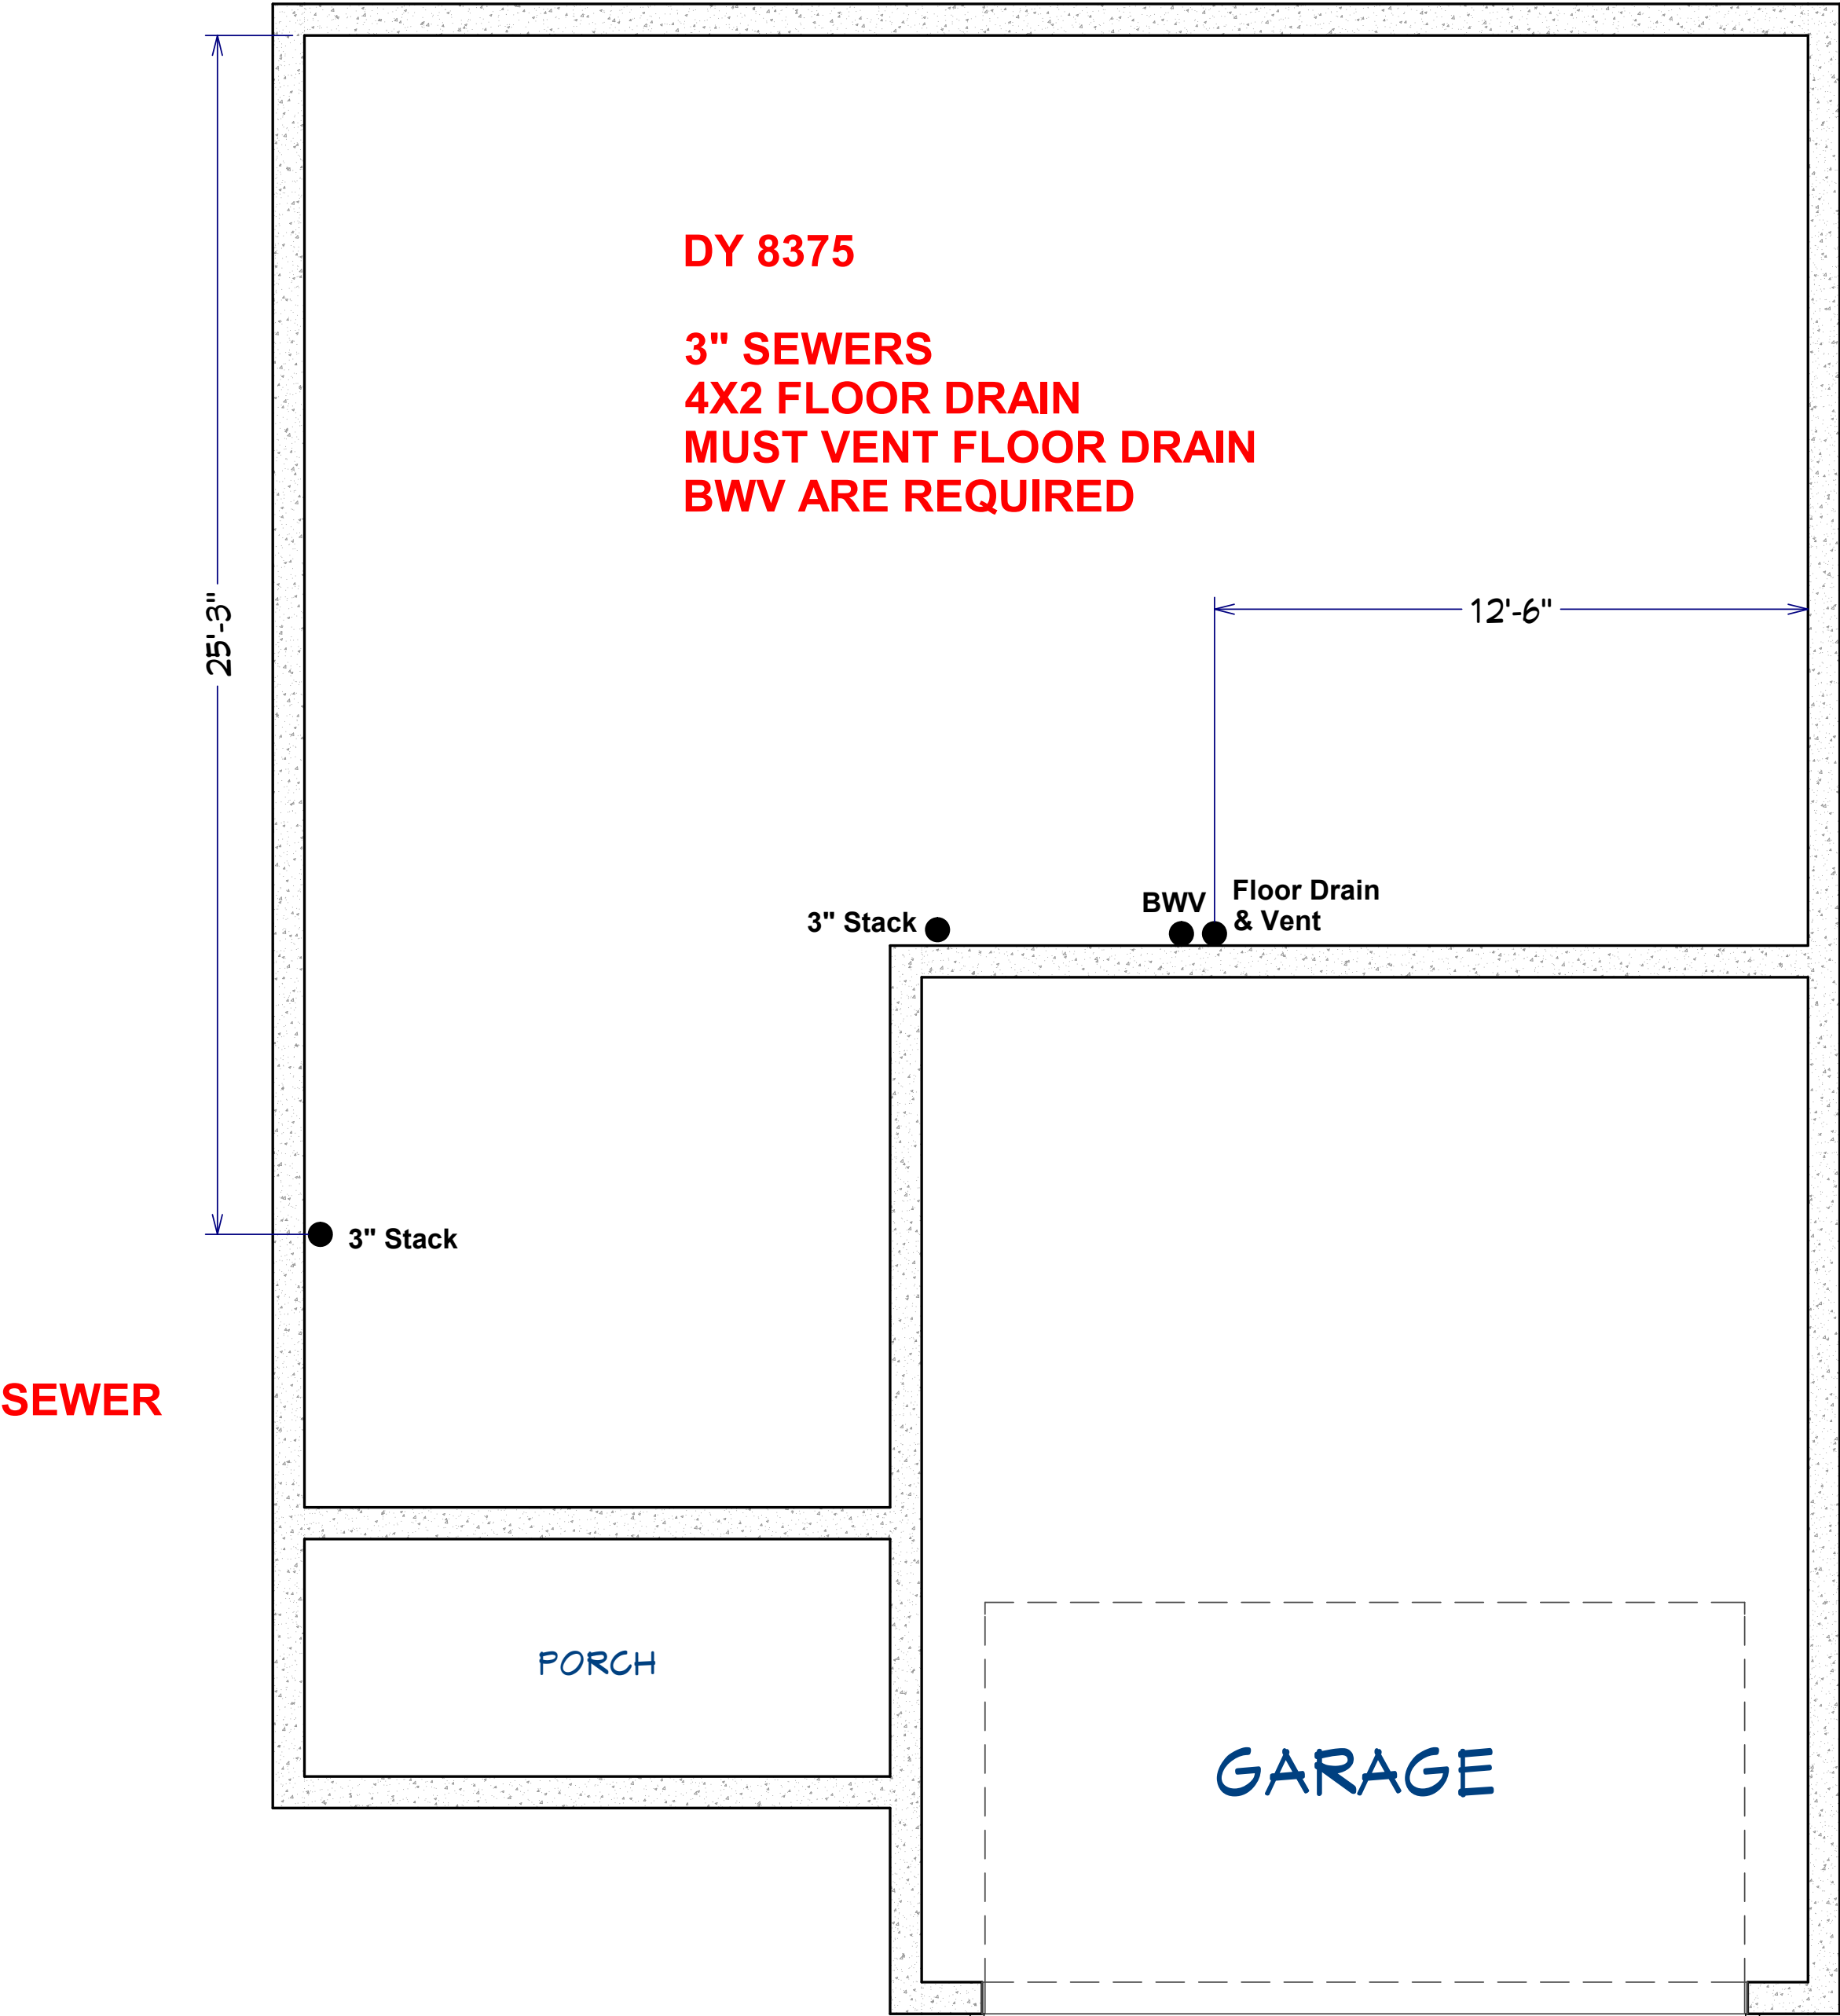 DY 8375
3" SEWERS
4X2 FLOOR DRAIN
MUST VENT FLOOR DRAIN
BWV ARE REQUIRED
25'-3"
12'-6"
3" Stack
BWV
Floor Drain
& Vent
3" Stack
SEWER
PORCH
GARAGE